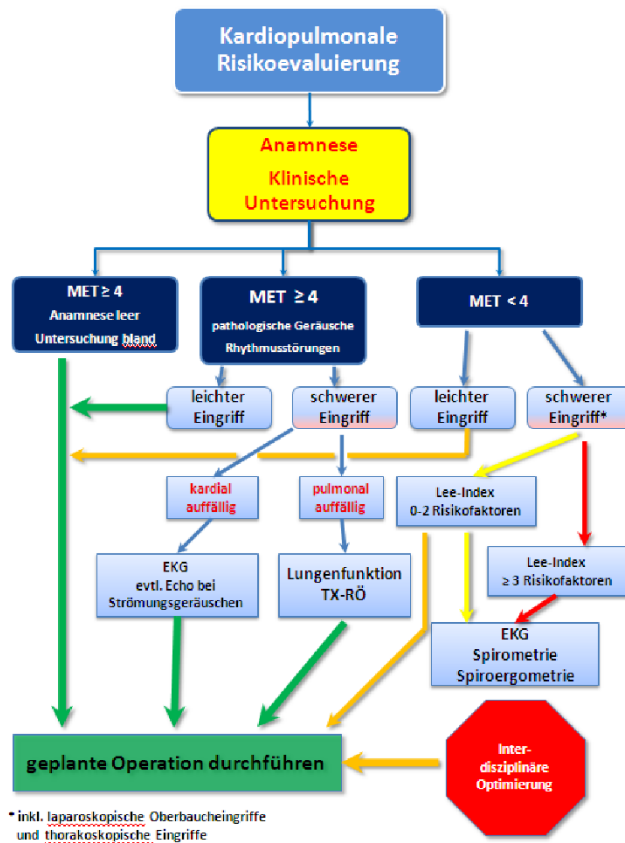 Kardiopulmonale
Risikoevaluierung
Anamnese
Klinische
Untersuchung
MET ≥ 4
Anamnese leer
Untersuchung bland
MET ≥ 4
pathologische Geräusche
Rhythmusstörungen
MET < 4
leichter
Eingriff
schwerer
Eingriff
leichter
Eingriff
schwerer
Eingriff*
kardial
auffällig
pulmonal
auffällig
Lee-Index
0-2 Risikofaktoren
EKG
evtl. Echo bei
Strömungsgeräuschen
Lungenfunktion
TX-RÖ
Lee-Index
≥ 3 Risikofaktoren
EKG
Spirometrie
Spiroergometrie
geplante Operation durchführen
Inter-
disziplinäre
Optimierung
* inkl. laparoskopische Oberbaucheingriffe
und thorakoskopische Eingriffe